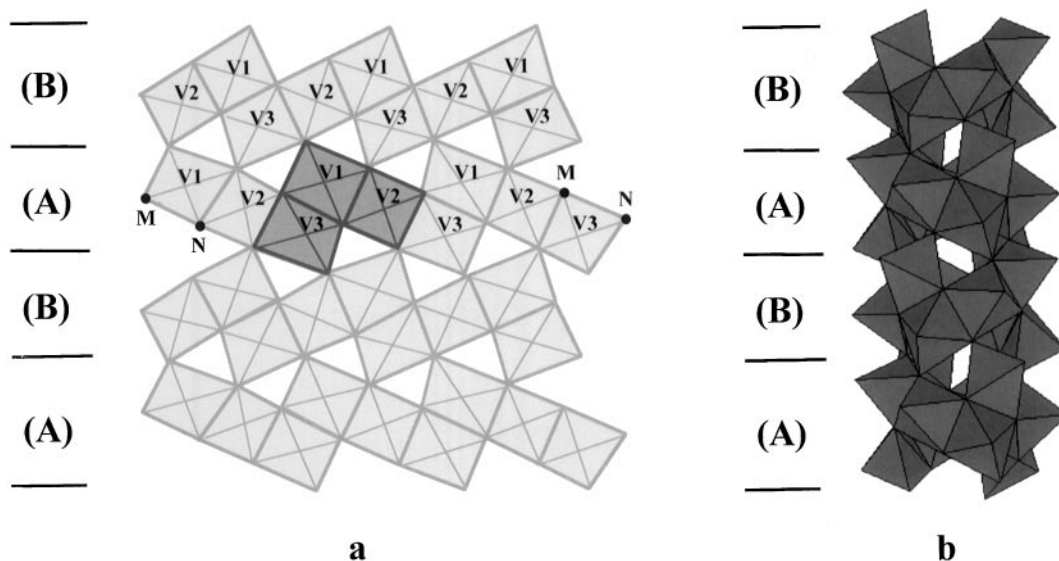 (B)
(A)
(B)
(A)
V1 V1 V1
V2 V2 V2
V3 V3 V3
V1 V1 V1 M
V2 V2 V2 N
M N V3 V3 V3
a
(B)
(A)
(B)
(A)
b